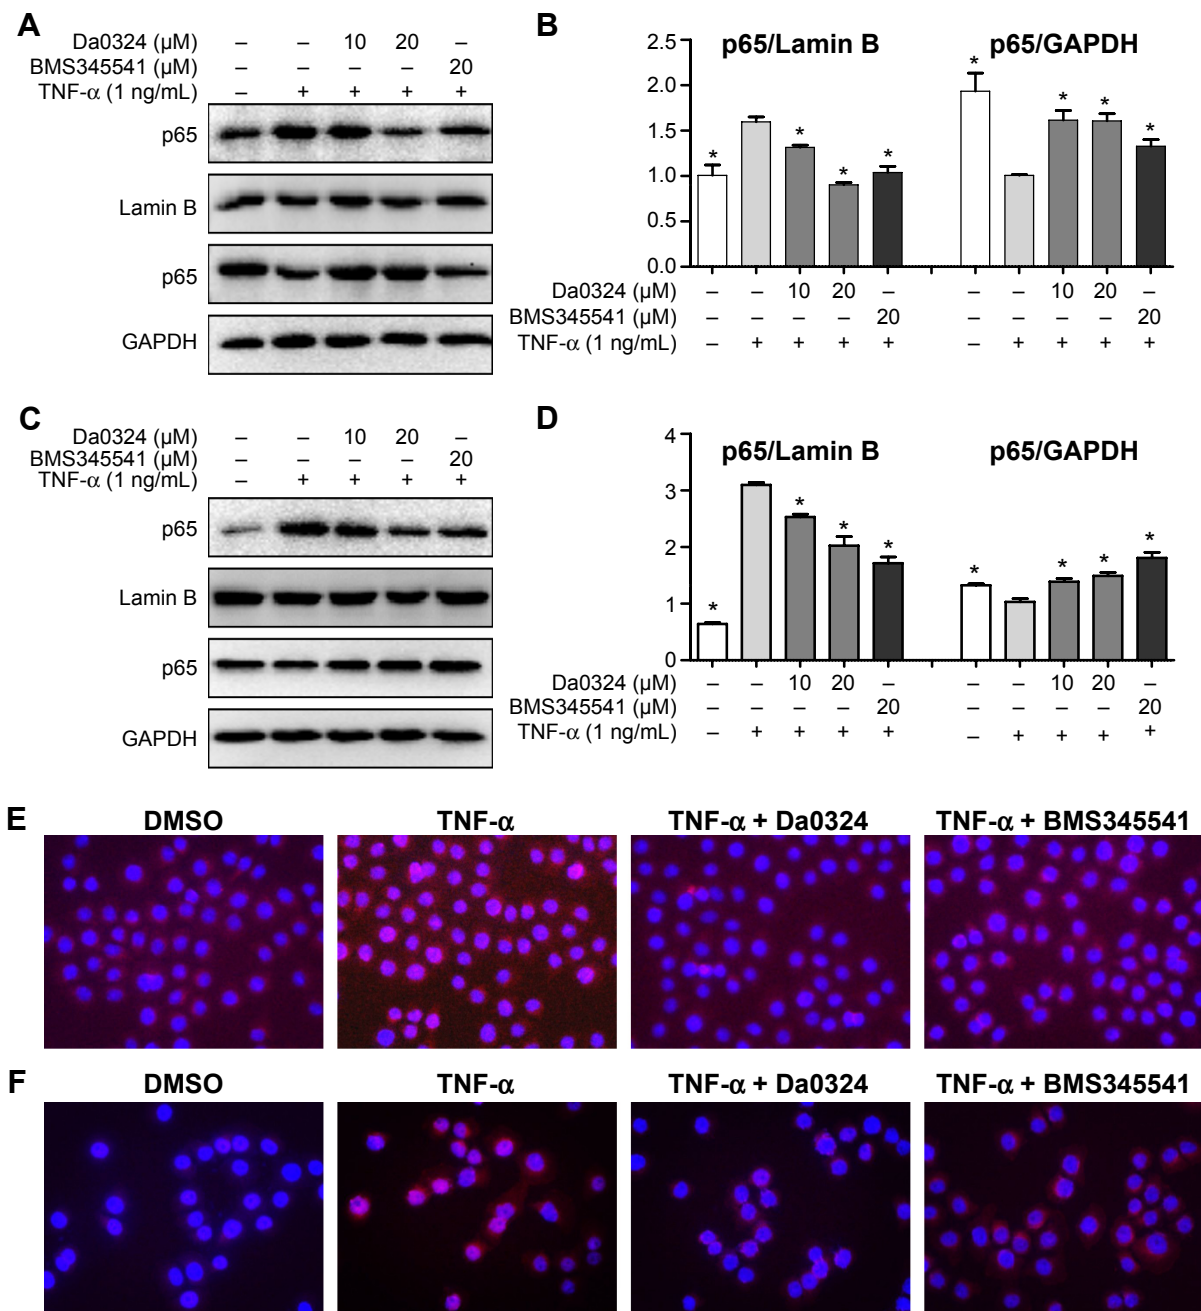 A
Da0324 (µM) – – 10 20 –
BMS345541 (µM) – – – – 20
TNF-α (1 ng/mL) – + + + +
p65
Lamin B
p65
GAPDH
B
p65/Lamin B p65/GAPDH
2.5
2.0
1.5
1.0
0.5
0.0
* * * * * * * *
Da0324 (µM) – – 10 20 – – – 10 20 –
BMS345541 (µM) – – – – 20 – – – – 20
TNF-α (1 ng/mL) – + + + + – + + + +
C
Da0324 (µM) – – 10 20 –
BMS345541 (µM) – – – – 20
TNF-α (1 ng/mL) – + + + +
p65
Lamin B
p65
GAPDH
D
p65/Lamin B p65/GAPDH
4
3
2
1
0
* * * * * * * *
Da0324 (µM) – – 10 20 – – – 10 20 –
BMS345541 (µM) – – – – 20 – – – – 20
TNF-α (1 ng/mL) – + + + + – + + + +
E
DMSO TNF-α TNF-α + Da0324 TNF-α + BMS345541
F
DMSO TNF-α TNF-α + Da0324 TNF-α + BMS345541